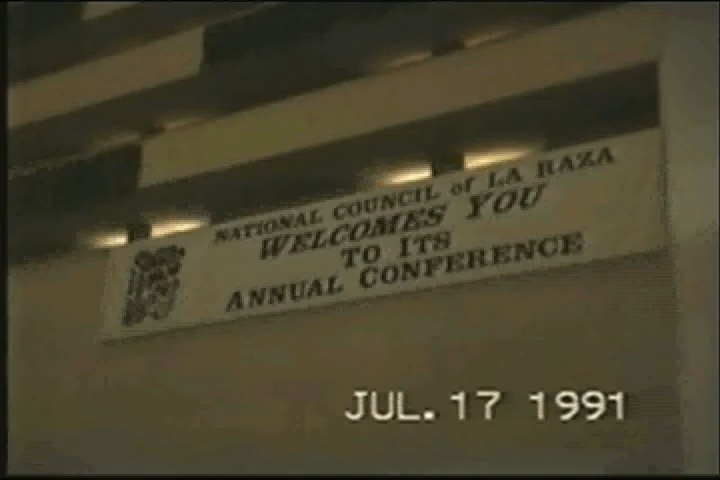 NATIONAL COUNCIL of LA RAZA
WELCOMES YOU
TO ITS
ANNUAL CONFERENCE
JUL. 17 1991